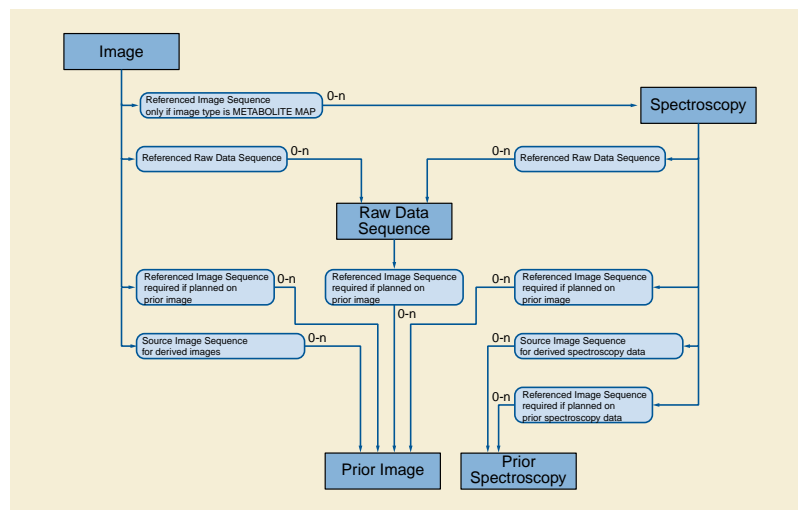 Image
Referenced Image Sequence
only if image type is METABOLITE MAP
0-n
Spectroscopy
Referenced Raw Data Sequence
0-n
0-n
Referenced Raw Data Sequence
Raw Data
Sequence
Referenced Image Sequence
required if planned on
prior image
0-n
Referenced Image Sequence
required if planned on
prior image
0-n
0-n
Referenced Image Sequence
required if planned on
prior image
Source Image Sequence
for derived images
0-n
0-n
Source Image Sequence
for derived spectroscopy data
0-n
Referenced Image Sequence
required if planned on
prior spectroscopy data
Prior Image
Prior
Spectroscopy